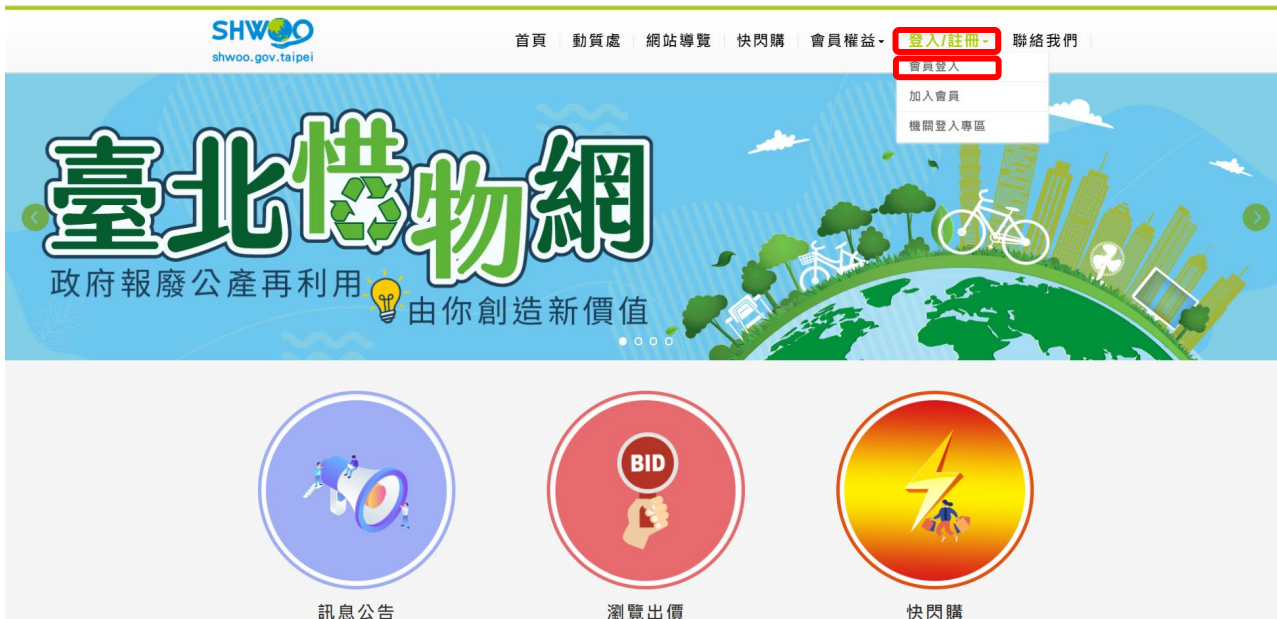 SHWOO
shwoo.gov.taipei
首頁 動質處 網站導覽 快閃購 會員權益 登入/註冊 聯絡我們
會員登入
加入會員
機關登入專區
臺北惜物網
政府報廢公產再利用
由你創造新價值
BID
訊息公告 瀏覽出價 快閃購